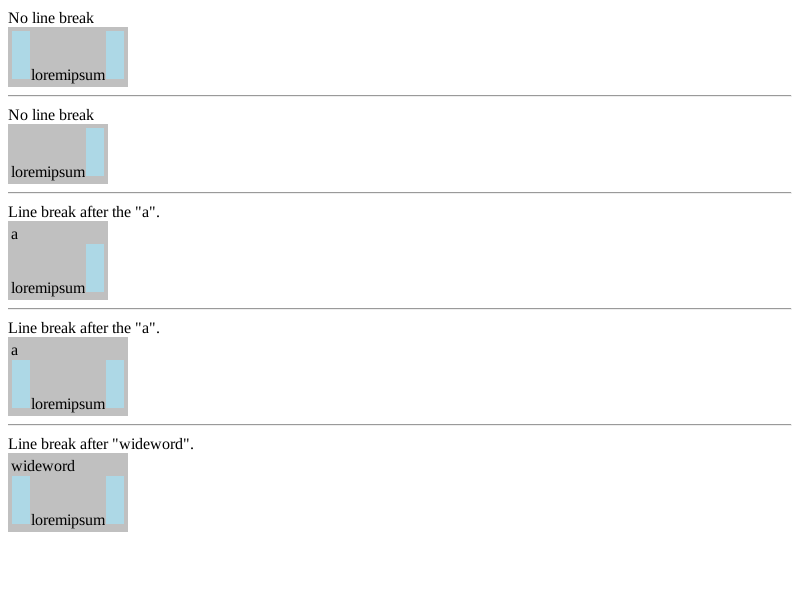 No line break
loremipsum
No line break
loremipsum
Line break after the "a".
a
loremipsum
Line break after the "a".
a
loremipsum
Line break after "wideword".
wideword
loremipsum